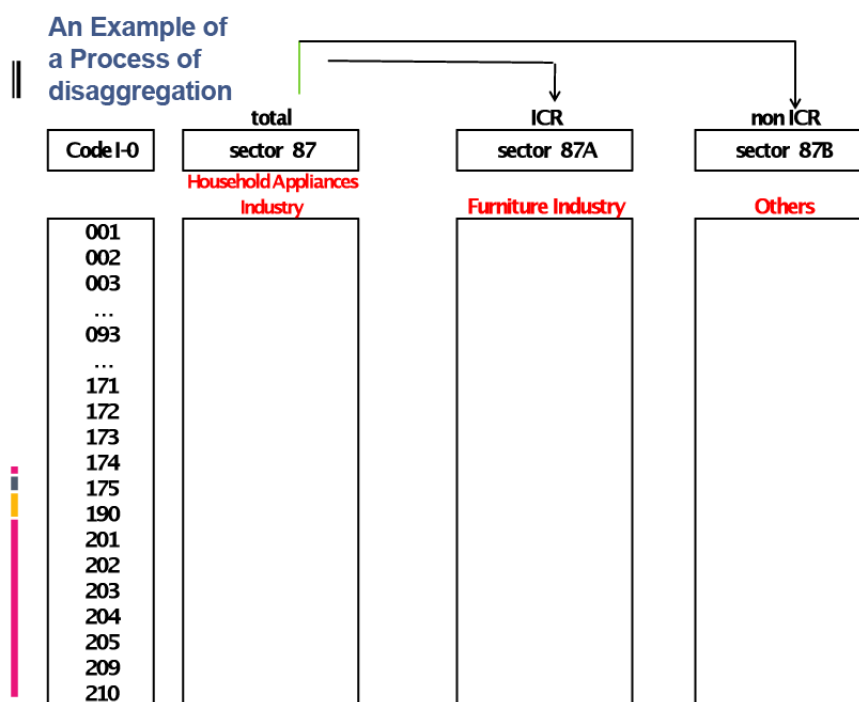 An Example of
a Process of
disaggregation
total ICR non ICR
Code I-0 sector 87 sector 87A sector 87B
Household Appliances
Industry Furniture Industry Others
001
002
003
...
093
...
171
172
173
174
175
190
201
202
203
204
205
209
210